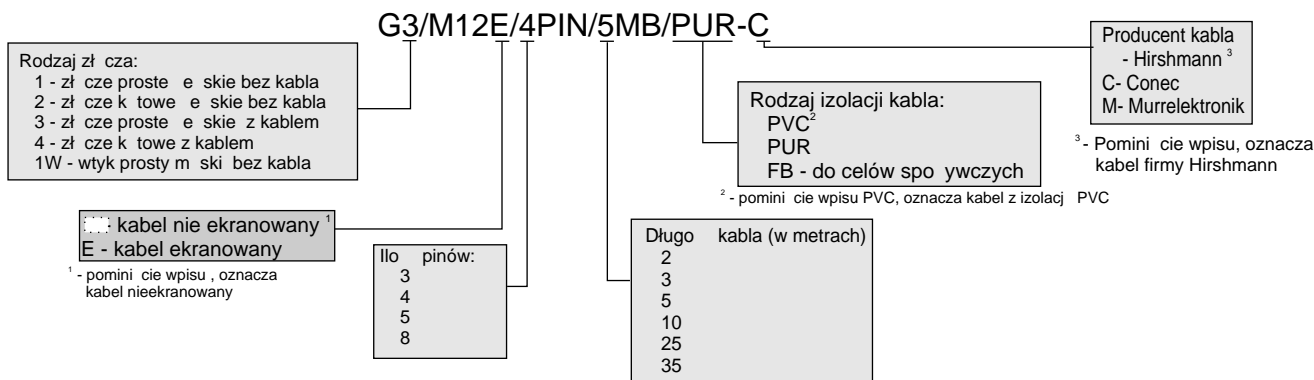 G3/M12E/4PIN/5MB/PUR-C
Rodzaj zł cza:
1 - zł cze proste e skie bez kabla
2 - zł cze k towe e skie bez kabla
3 - zł cze proste e skie z kablem
4 - zł cze k towe z kablem
1W - wtyk prosty m ski bez kabla
kabel nie ekranowany 1
E - kabel ekranowany
1 - pomini cie wpisu , oznacza
kabel nieekranowany
Ilo pinów:
3
4
5
8
Długo kabla (w metrach)
2
3
5
10
25
35
Rodzaj izolacji kabla:
PVC2
PUR
FB - do celów spo ywczych
2 - pomini cie wpisu PVC, oznacza kabel z izolacj PVC
Producent kabla
- Hirshmann 3
C- Conec
M- Murrelektronik
3 - Pomini cie wpisu, oznacza
kabel firmy Hirshmann